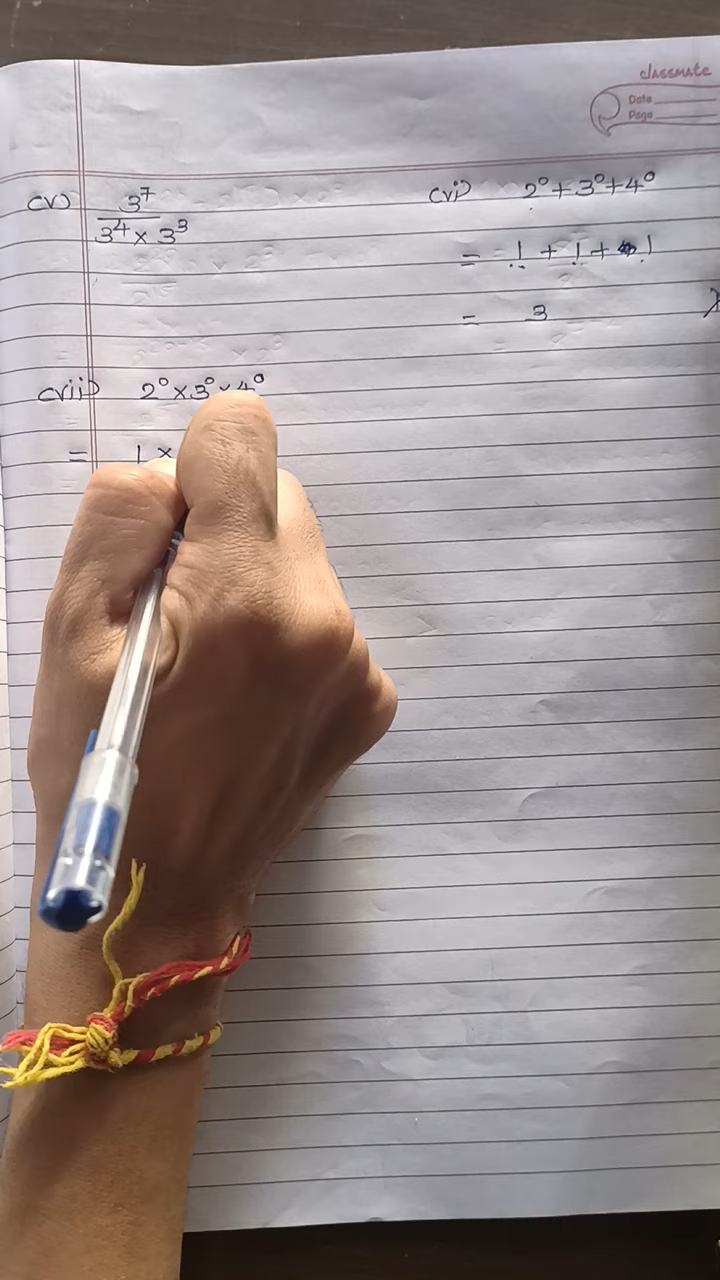 classmate
Date
Page
(v) 3⁷
3⁴ × 3³
(vi) 2⁰ + 3⁰ + 4⁰
= 1 + 1 + 1
= 3
(vii) 2⁰ × 3⁰ × 4⁰
= 1 ×